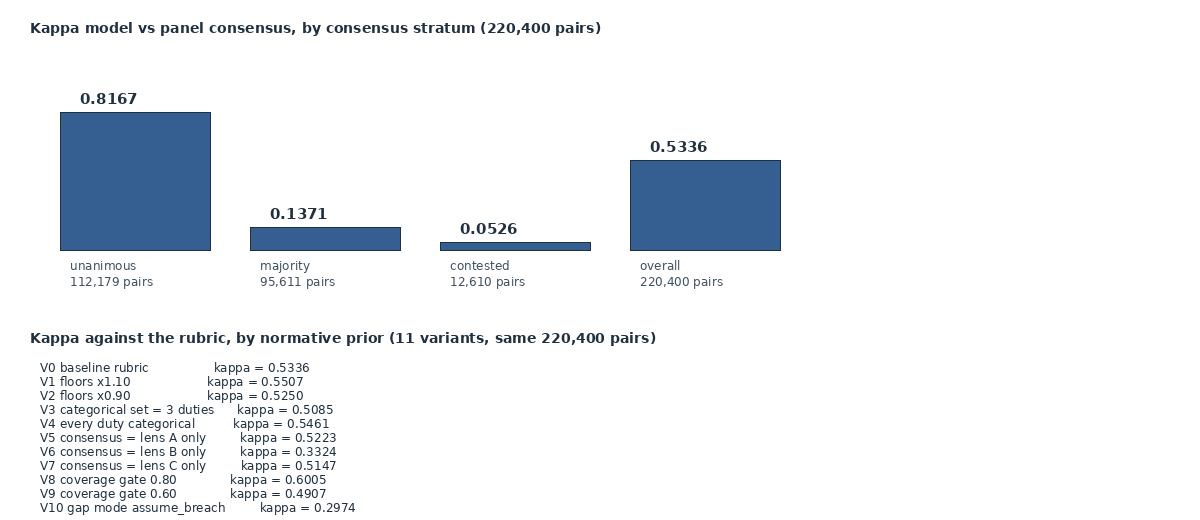 Kappa model vs panel consensus, by consensus stratum (220,400 pairs)
0.8167
0.1371
0.0526
0.5336
unanimous
112,179 pairs
majority
95,611 pairs
contested
12,610 pairs
overall
220,400 pairs
Kappa against the rubric, by normative prior (11 variants, same 220,400 pairs)
V0 baseline rubric kappa = 0.5336
V1 floors x1.10 kappa = 0.5507
V2 floors x0.90 kappa = 0.5250
V3 categorical set = 3 duties kappa = 0.5085
V4 every duty categorical kappa = 0.5461
V5 consensus = lens A only kappa = 0.5223
V6 consensus = lens B only kappa = 0.3324
V7 consensus = lens C only kappa = 0.5147
V8 coverage gate 0.80 kappa = 0.6005
V9 coverage gate 0.60 kappa = 0.4907
V10 gap mode assume_breach kappa = 0.2974